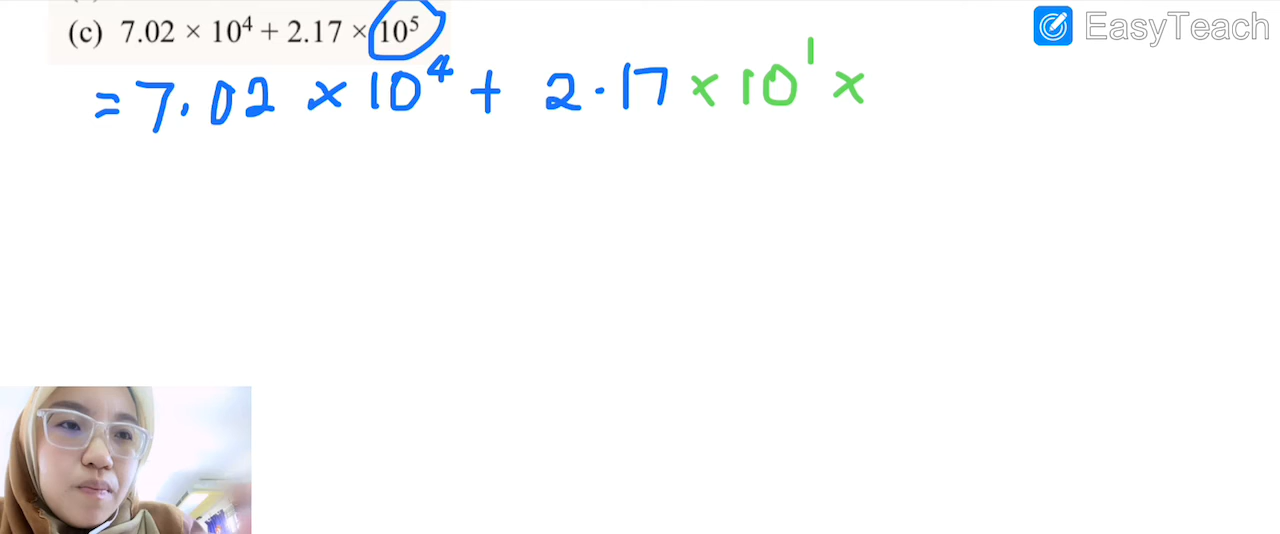 (c) 7.02 × 10⁴ + 2.17 × 10⁵
EasyTeach
= 7.02 × 10⁴ + 2.17 × 10¹ ×